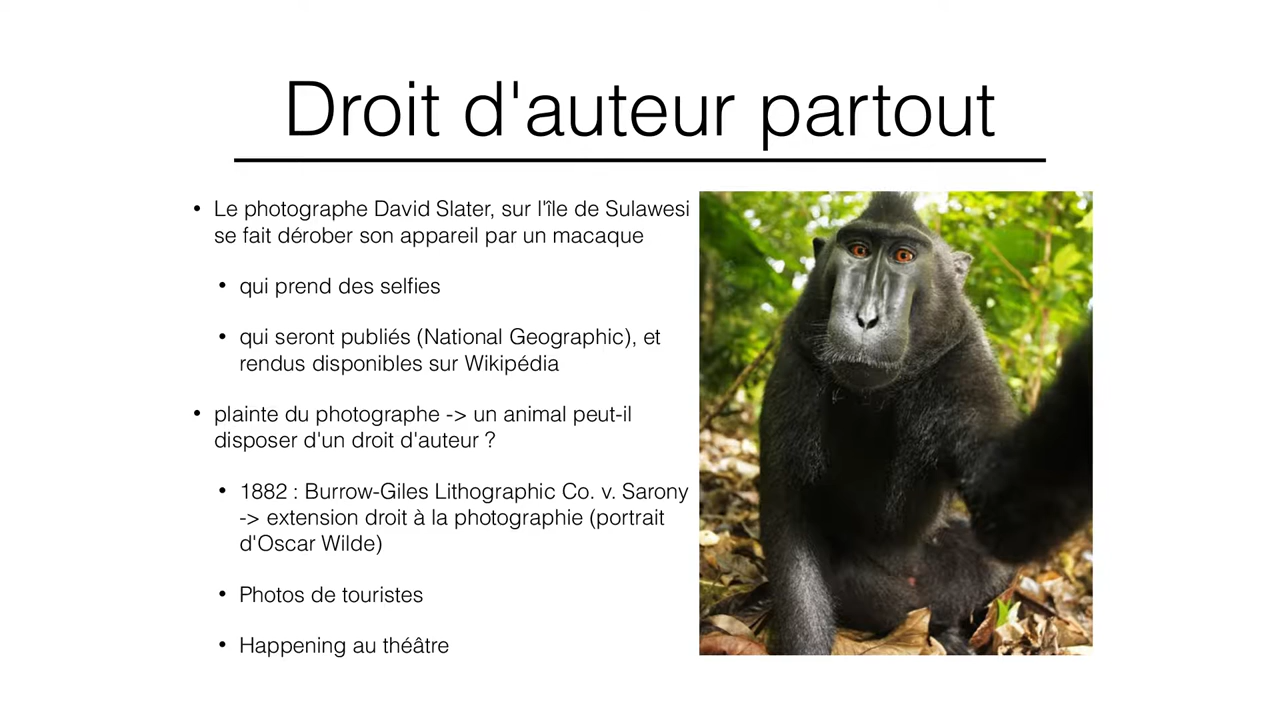 Droit d'auteur partout
• Le photographe David Slater, sur l'île de Sulawesi
se fait dérober son appareil par un macaque
• qui prend des selfies
• qui seront publiés (National Geographic), et
rendus disponibles sur Wikipédia
• plainte du photographe -> un animal peut-il
disposer d'un droit d'auteur ?
• 1882 : Burrow-Giles Lithographic Co. v. Sarony
-> extension droit à la photographie (portrait
d'Oscar Wilde)
• Photos de touristes
• Happening au théâtre